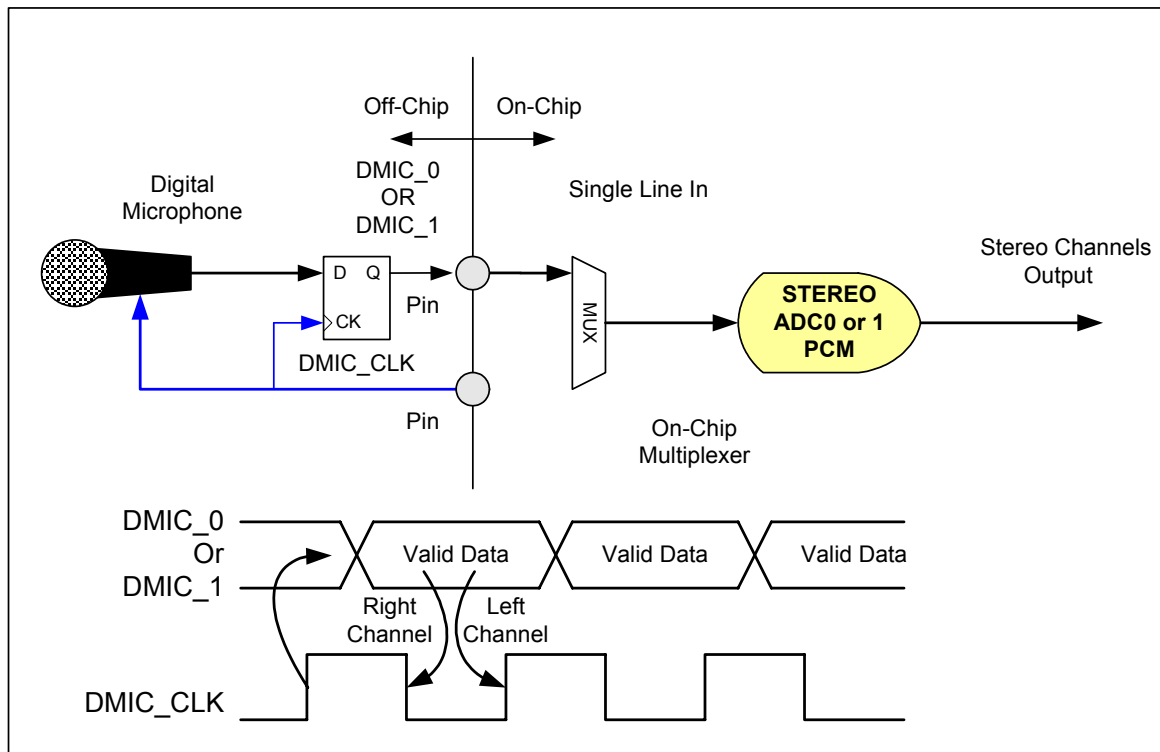 Off-Chip
On-Chip
DMIC_0
OR
DMIC_1
Digital
Microphone
Single Line In
Stereo Channels
Output
D Q
CK
Pin
MUX
STEREO
ADC0 or 1
PCM
DMIC_CLK
Pin
On-Chip
Multiplexer
DMIC_0
Or
DMIC_1
Valid Data
Valid Data
Valid Data
Right
Channel
Left
Channel
DMIC_CLK